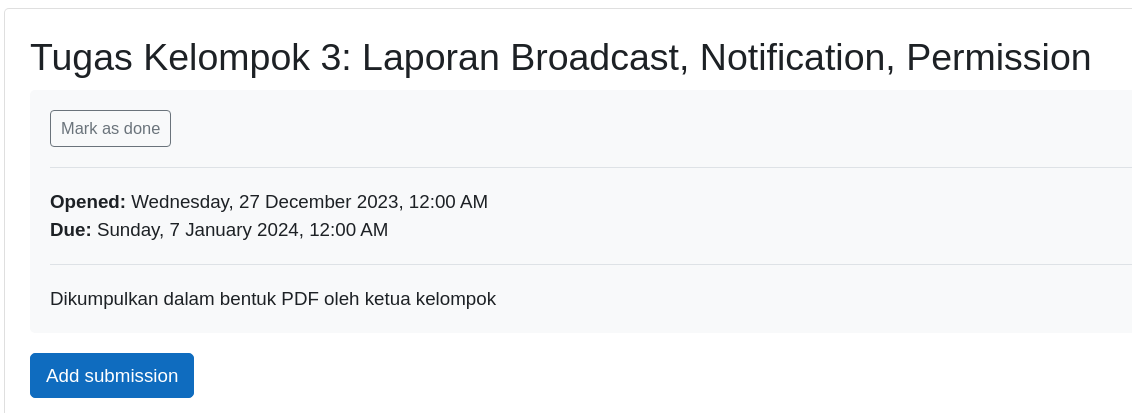 Tugas Kelompok 3: Laporan Broadcast, Notification, Permission
Mark as done
Opened: Wednesday, 27 December 2023, 12:00 AM
Due: Sunday, 7 January 2024, 12:00 AM
Dikumpulkan dalam bentuk PDF oleh ketua kelompok
Add submission